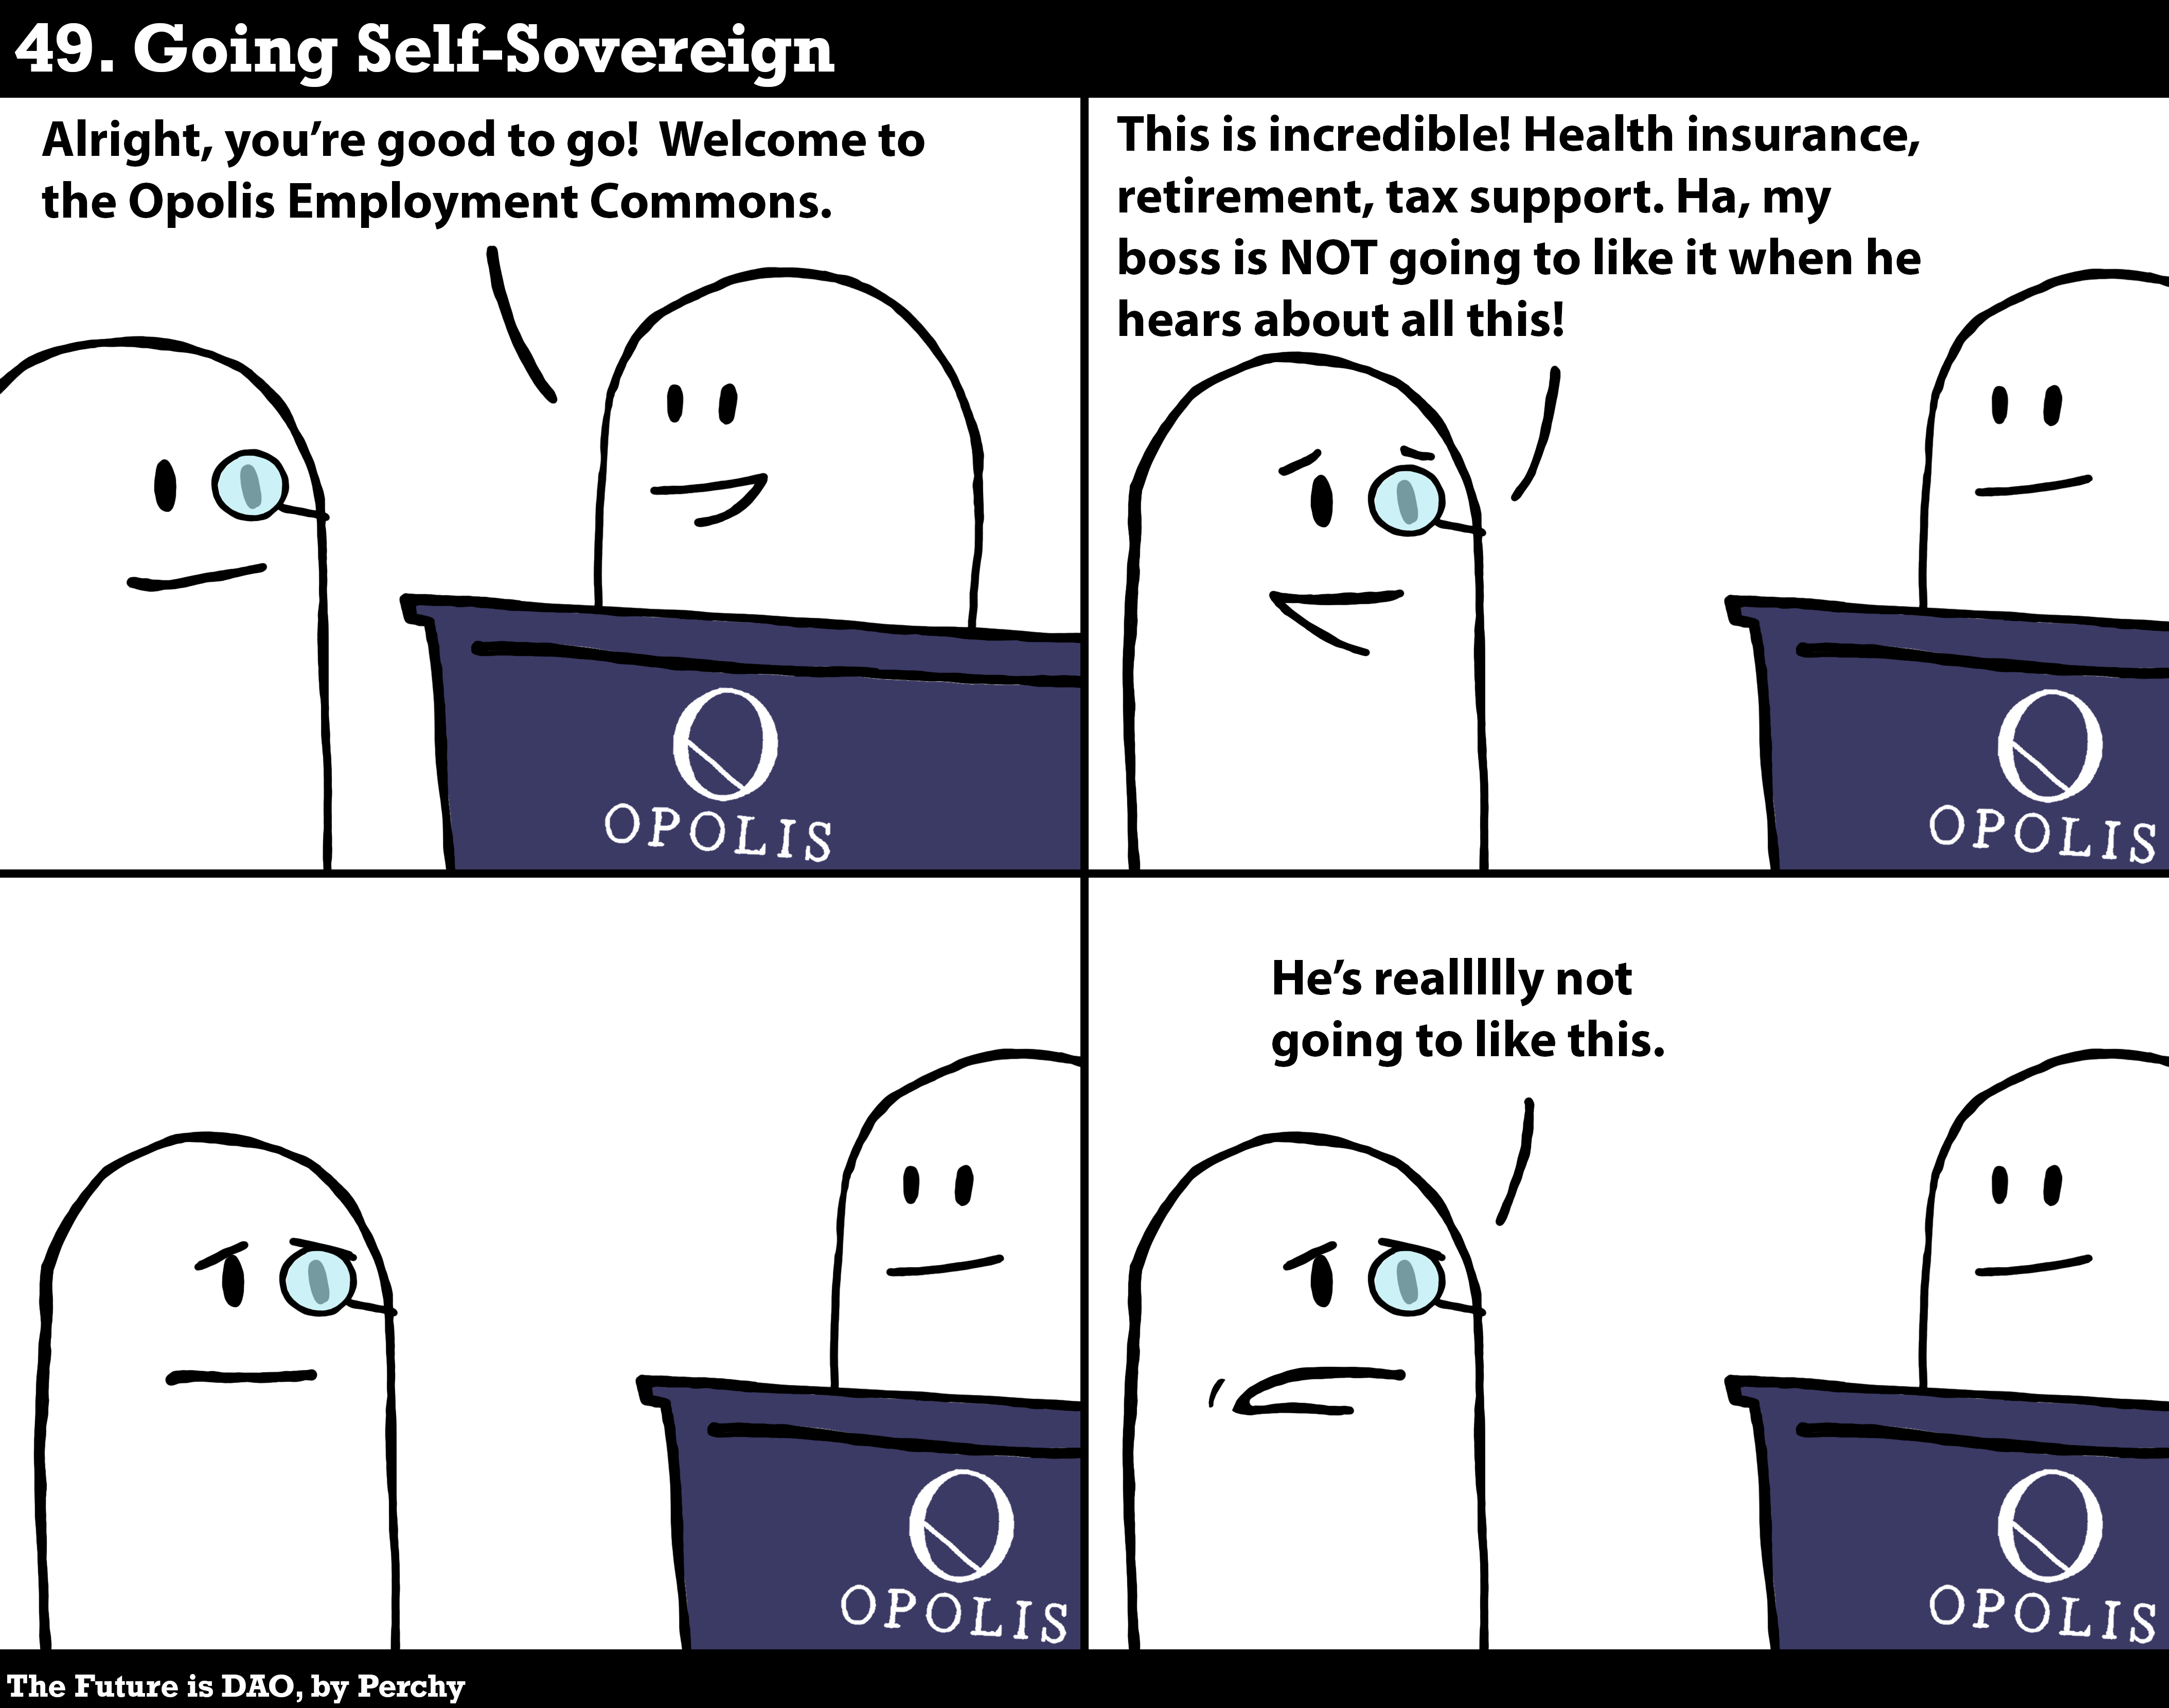 49. Going Self-Sovereign
Alright, you're good to go!  Welcome to
the Opolis Employment Commons.
OPOLIS
This is incredible! Health insurance,
retirement, tax support. Ha, my
boss is NOT going to like it when he
hears about all this!
OPOLIS
OPOLIS
He's reallllly not
going to like this.
OPOLIS
The Future is DAO, by Perchy